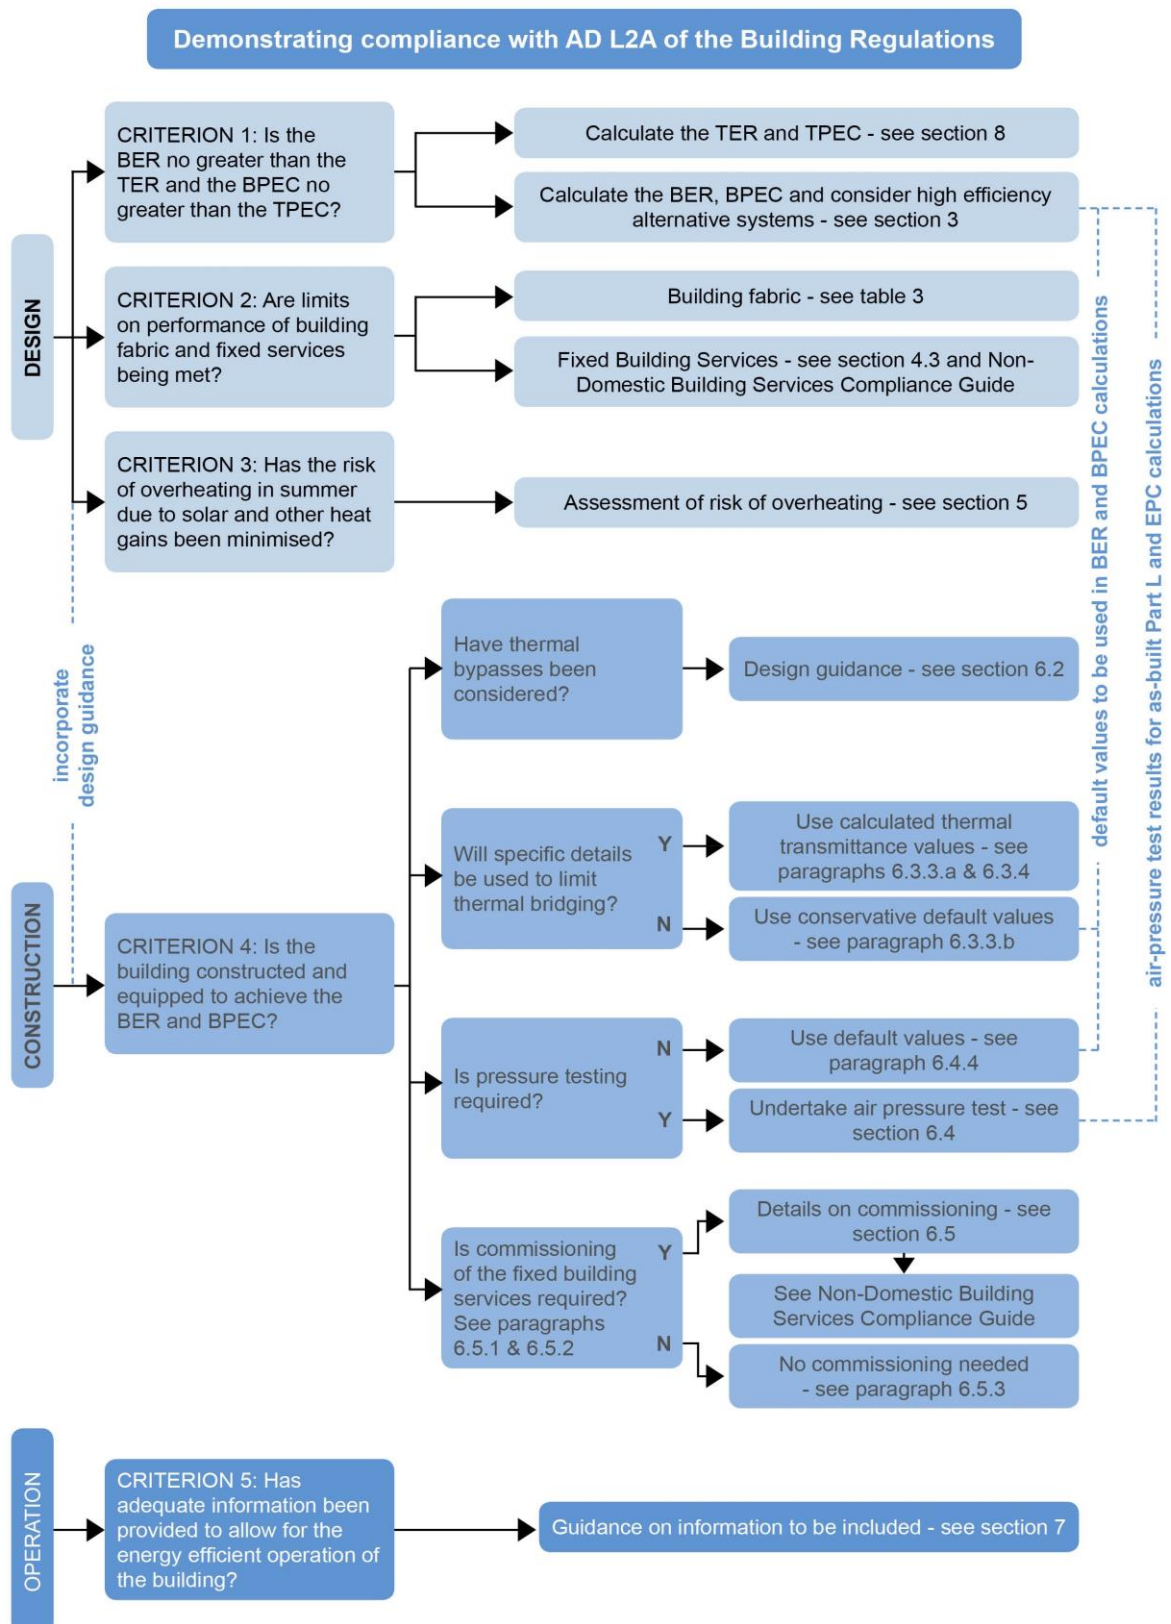 Demonstrating compliance with AD L2A of the Building Regulations
DESIGN
CRITERION 1: Is the
BER no greater than the
TER and the BPEC no
greater than the TPEC?
Calculate the TER and TPEC - see section 8
Calculate the BER, BPEC and consider high efficiency
alternative systems - see section 3
CRITERION 2: Are limits
on performance of building
fabric and fixed services
being met?
Building fabric - see table 3
Fixed Building Services - see section 4.3 and Non-
Domestic Building Services Compliance Guide
CRITERION 3: Has the risk
of overheating in summer
due to solar and other heat
gains been minimised?
Assessment of risk of overheating - see section 5
default values to be used in BER and BPEC calculations
air-pressure test results for as-built Part L and EPC calculations
incorporate
design guidance
CONSTRUCTION
CRITERION 4: Is the
building constructed and
equipped to achieve the
BER and BPEC?
Have thermal
bypasses been
considered?
Design guidance - see section 6.2
Will specific details
be used to limit
thermal bridging?
Y
Use calculated thermal
transmittance values - see
paragraphs 6.3.3.a & 6.3.4
N
Use conservative default values
- see paragraph 6.3.3.b
Is pressure testing
required?
N
Use default values - see
paragraph 6.4.4
Y
Undertake air pressure test - see
section 6.4
Is commissioning
of the fixed building
services required?
See paragraphs
6.5.1 & 6.5.2
Y
Details on commissioning - see
section 6.5
See Non-Domestic Building
Services Compliance Guide
N
No commissioning needed
- see paragraph 6.5.3
OPERATION
CRITERION 5: Has
adequate information been
provided to allow for the
energy efficient operation of
the building?
Guidance on information to be included - see section 7